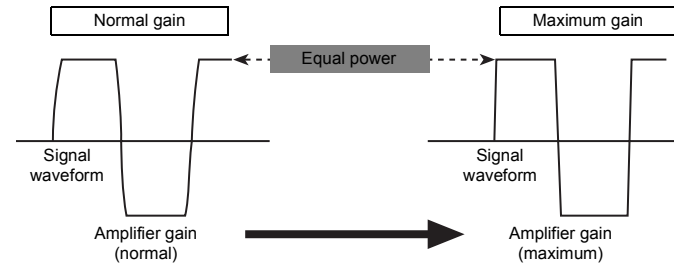 Normal gain
Maximum gain
Equal power
Signal
waveform
Signal
waveform
Amplifier gain
(normal)
Amplifier gain
(maximum)